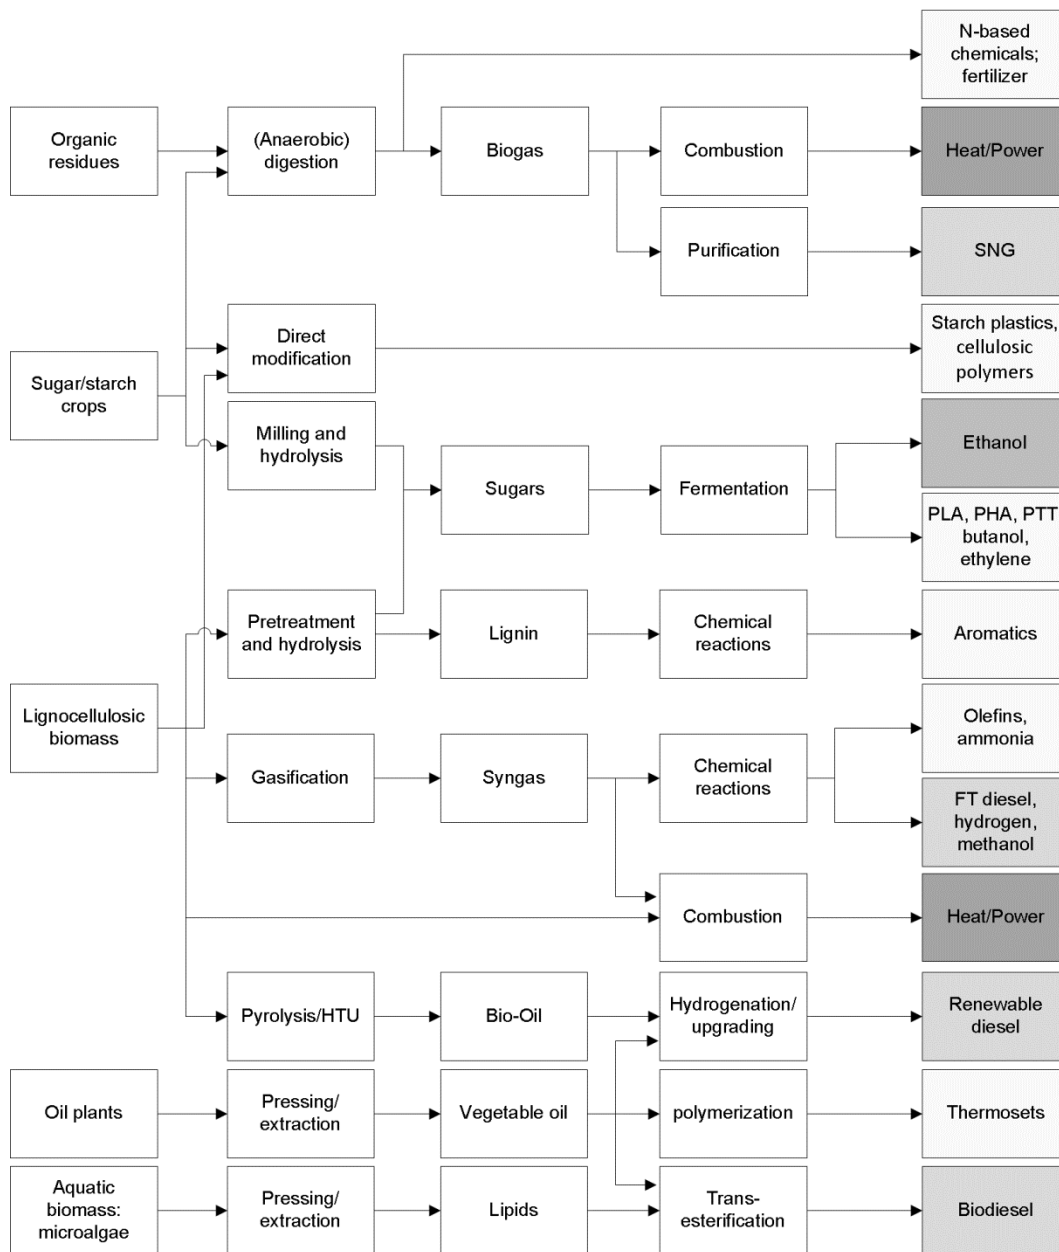 N-based
chemicals;
fertilizer
Organic
residues
(Anaerobic)
digestion
Biogas
Combustion
Heat/Power
Purification
SNG
Sugar/starch
crops
Direct
modification
Starch plastics,
cellulosic
polymers
Milling and
hydrolysis
Sugars
Fermentation
Ethanol
PLA, PHA, PTT
butanol,
ethylene
Pretreatment
and hydrolysis
Lignin
Chemical
reactions
Aromatics
Lignocellulosic
biomass
Gasification
Syngas
Chemical
reactions
Olefins,
ammonia
FT diesel,
hydrogen,
methanol
Combustion
Heat/Power
Pyrolysis/HTU
Bio-Oil
Hydrogenation/
upgrading
Renewable
diesel
Oil plants
Pressing/
extraction
Vegetable oil
polymerization
Thermosets
Aquatic
biomass:
microalgae
Pressing/
extraction
Lipids
Trans-
esterification
Biodiesel